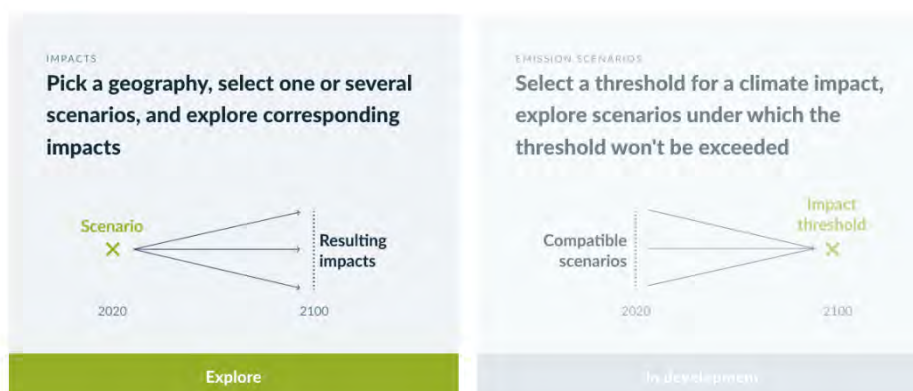 IMPACTS
Pick a geography, select one or several
scenarios, and explore corresponding
impacts
Scenario
Resulting
impacts
2020
2100
Explore
EMISSION SCENARIOS
Select a threshold for a climate impact,
explore scenarios under which the
threshold won't be exceeded
Impact
threshold
Compatible
scenarios
2020
2100
In development